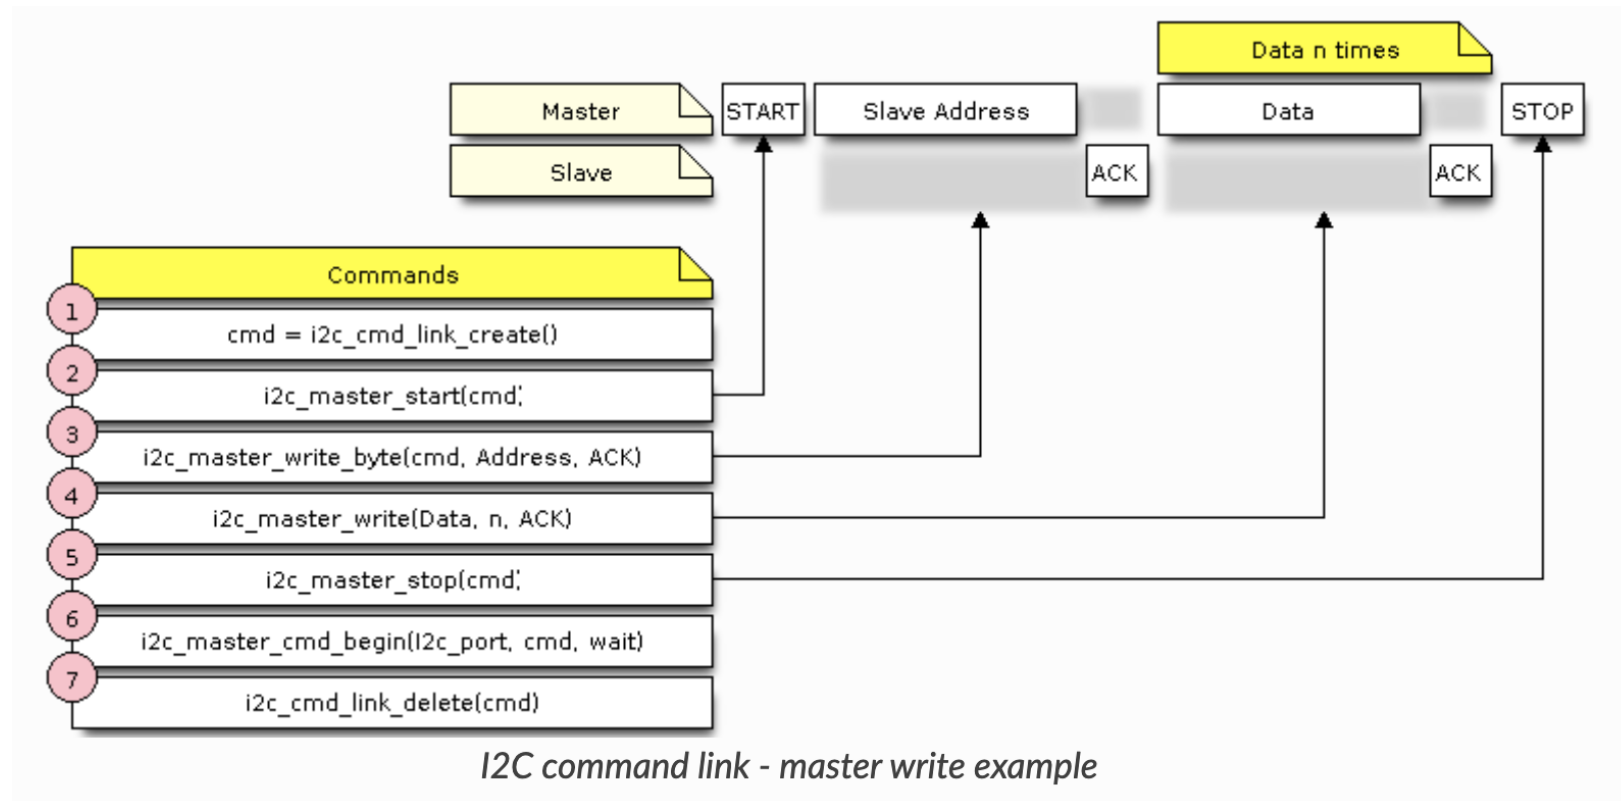 Data n times
Master START Slave Address Data STOP
Slave ACK ACK
Commands
1
cmd = i2c_cmd_link_create()
2
i2c_master_start(cmd;
3
i2c_master_write_byte(cmd, Address, ACK)
4
i2c_master_write(Data, n, ACK)
5
i2c_master_stop(cmd;
6
i2c_master_cmd_begin(I2c_port, cmd, wait)
7
i2c_cmd_link_delete(cmd)
I2C command link - master write example